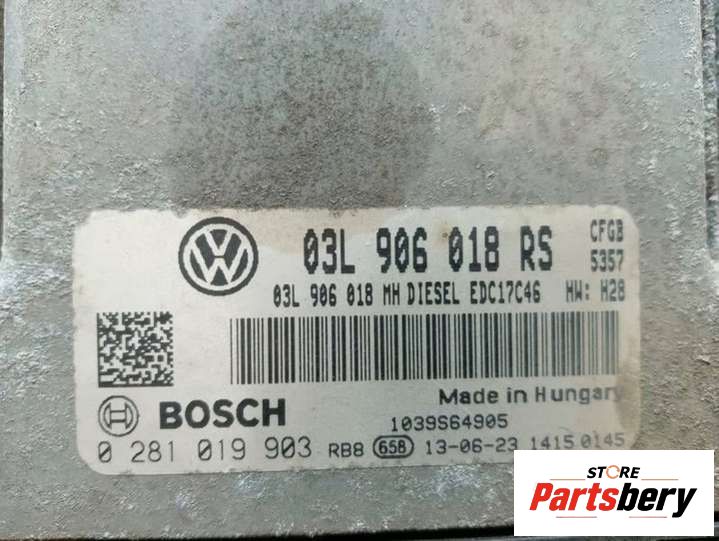 03L 906 018 RS CFGB
5357
03L 906 018 MH DIESEL EDC17C46 HW: H28
Made in Hungary
BOSCH 1039S64905
0 281 019 903 RB8 658 13-06-23 1415 0145
STORE
Partsbery